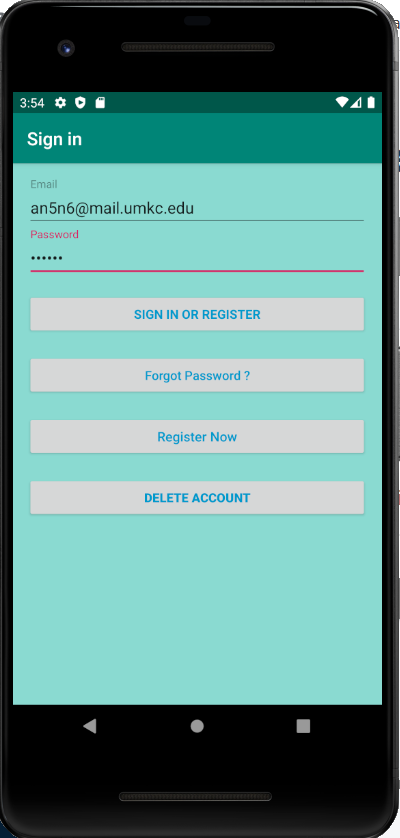 3:54
Sign in
Email
an5n6@mail.umkc.edu
Password
••••••
SIGN IN OR REGISTER
Forgot Password ?
Register Now
DELETE ACCOUNT